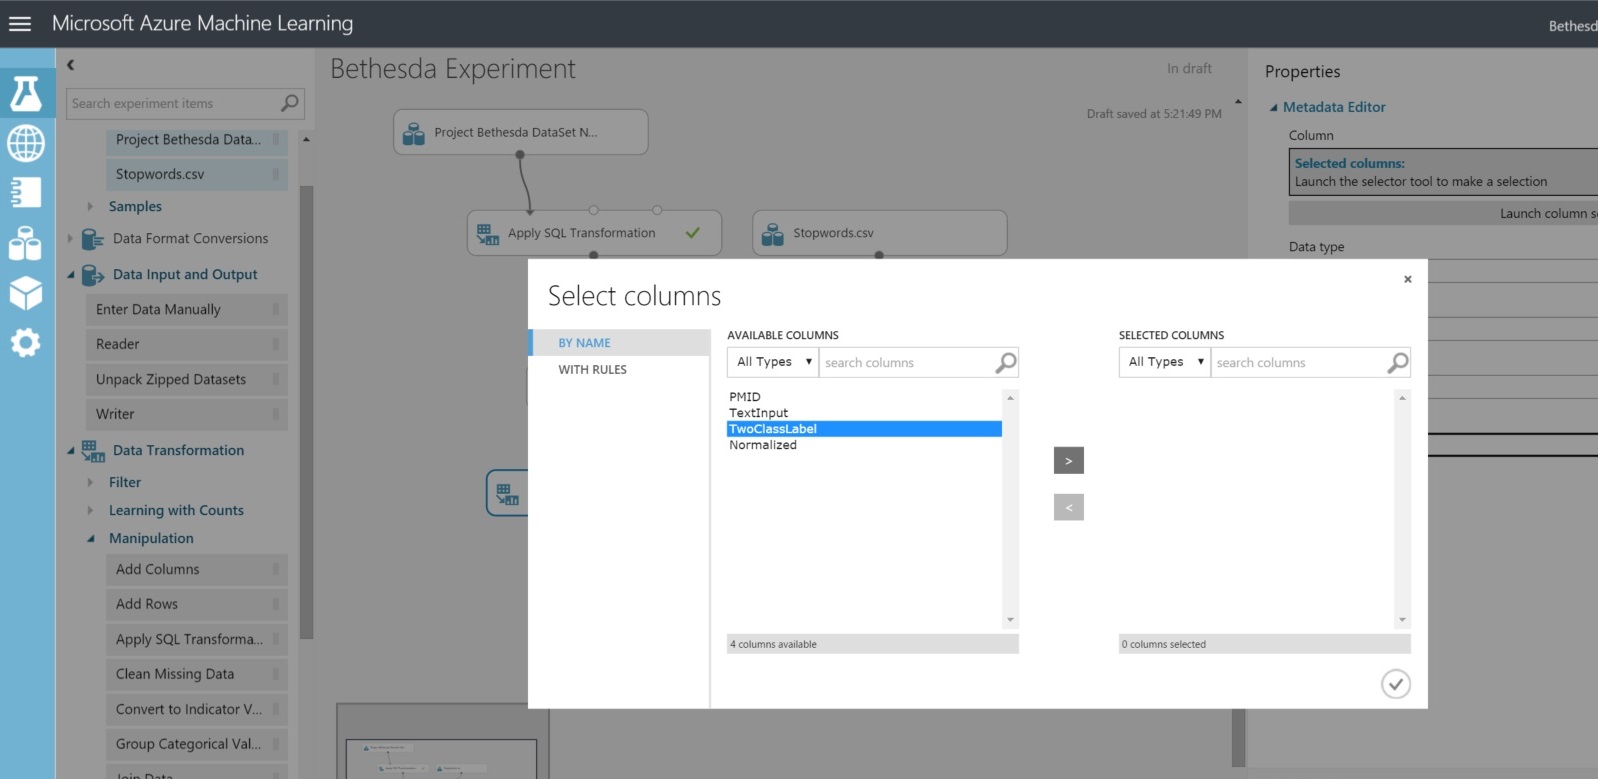 Microsoft Azure Machine Learning
Bethesd
Search experiment items
Project Bethesda Data...
Stopwords.csv
Samples
Data Format Conversions
Data Input and Output
Enter Data Manually
Reader
Unpack Zipped Datasets
Writer
Data Transformation
Filter
Learning with Counts
Manipulation
Add Columns
Add Rows
Apply SQL Transforma...
Clean Missing Data
Convert to Indicator V...
Group Categorical Val...
Join Data
Bethesda Experiment
In draft
Draft saved at 5:21:49 PM
Project Bethesda DataSet N...
Apply SQL Transformation
Stopwords.csv
Select columns
×
BY NAME
WITH RULES
AVAILABLE COLUMNS
All Types
search columns
PMID
TextInput
TwoClassLabel
Normalized
4 columns available
>
<
SELECTED COLUMNS
All Types
search columns
0 columns selected
Properties
Metadata Editor
Column
Selected columns:
Launch the selector tool to make a selection
Launch column s
Data type